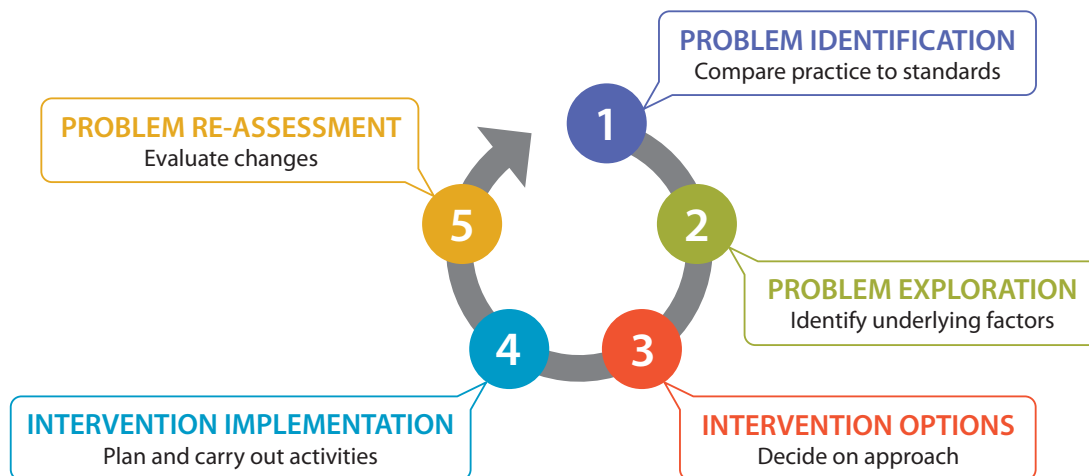 1
PROBLEM IDENTIFICATION
Compare practice to standards
2
PROBLEM EXPLORATION
Identify underlying factors
3
INTERVENTION OPTIONS
Decide on approach
4
INTERVENTION IMPLEMENTATION
Plan and carry out activities
5
PROBLEM RE-ASSESSMENT
Evaluate changes